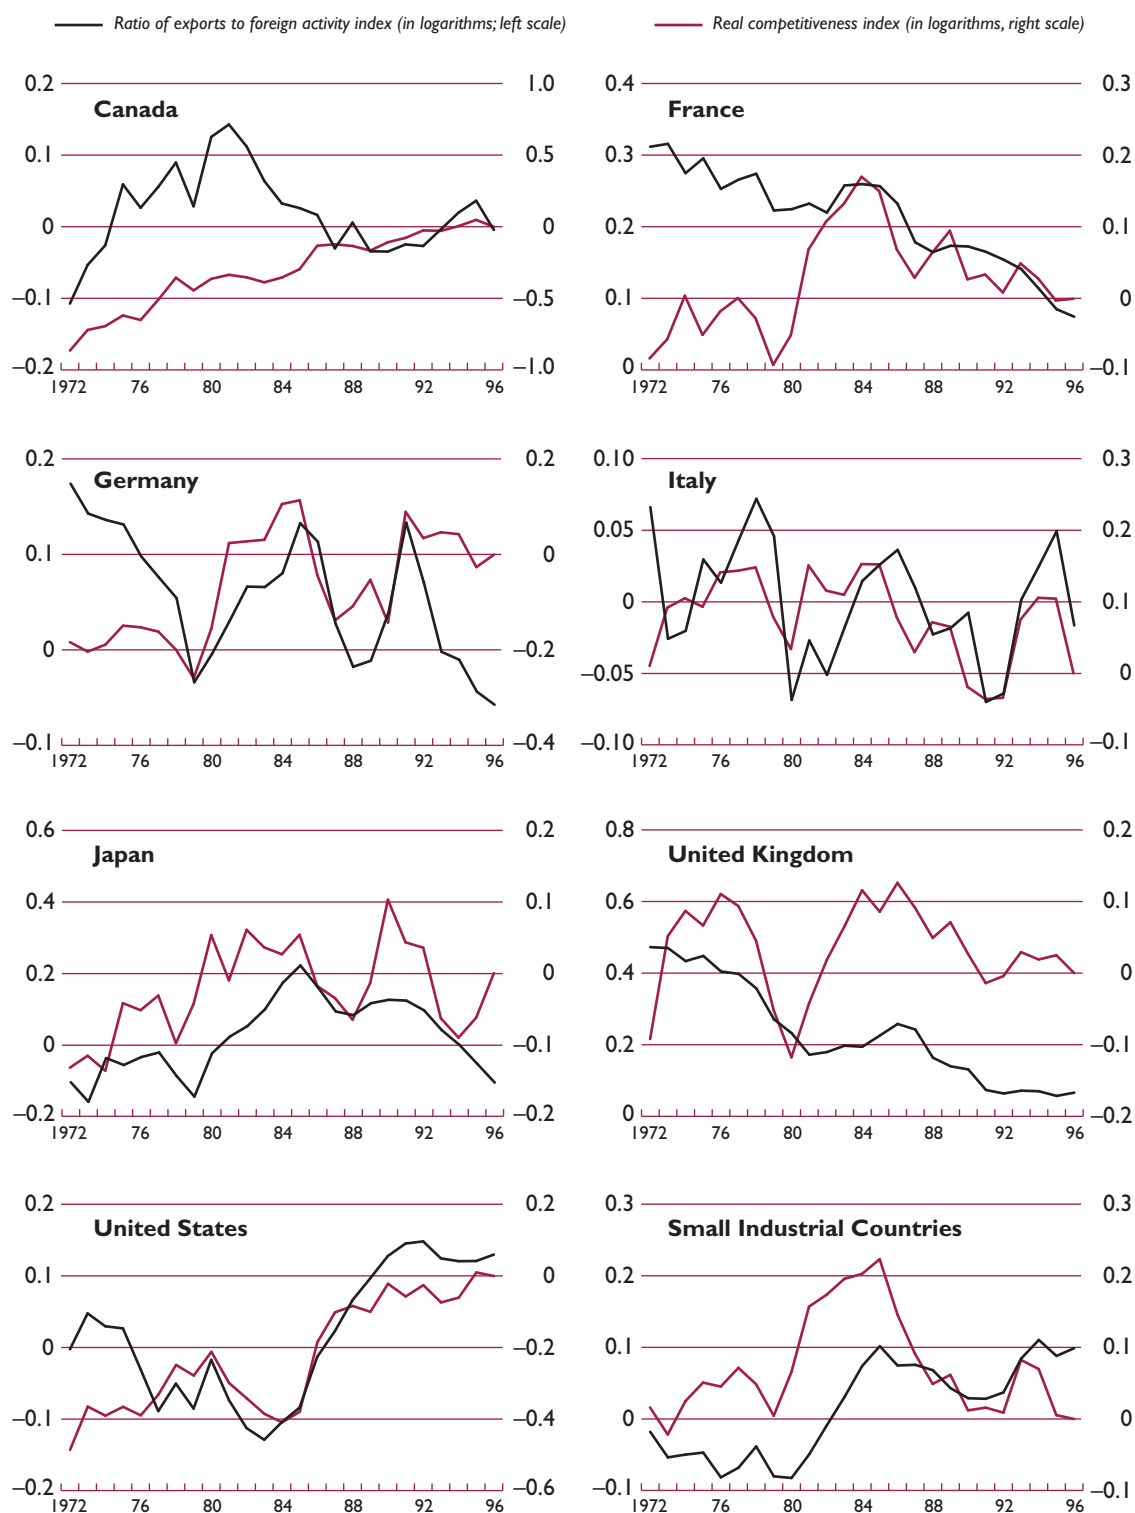 Ratio of exports to foreign activity index (in logarithms; left scale) Real competitiveness index (in logarithms, right scale)
0.2 1.0 0.4 0.3
Canada France
0.1 0.5 0.3 0.2
0 0 0.2 0.1
–0.1 –0.5 0.1 0
–0.2 –1.0 0 –0.1
1972 76 80 84 88 92 96 1972 76 80 84 88 92 96
0.2 0.2 0.10 0.3
Germany Italy
0.05 0.2
0.1 0 0 0.1
0 –0.2 –0.05 0
–0.1 –0.4 –0.10 –0.1
1972 76 80 84 88 92 96 1972 76 80 84 88 92 96
0.6 0.2 0.8 0.2
Japan United Kingdom
0.4 0.1 0.6 0.1
0.2 0 0.4 0
0 –0.1 0.2 –0.1
–0.2 –0.2 0 –0.2
1972 76 80 84 88 92 96 1972 76 80 84 88 92 96
0.2 0.2 0.3 0.3
United States Small Industrial Countries
0.1 0 0.2 0.2
0 –0.2 0.1 0.1
–0.1 –0.4 0 0
–0.2 –0.6 –0.1 –0.1
1972 76 80 84 88 92 96 1972 76 80 84 88 92 96